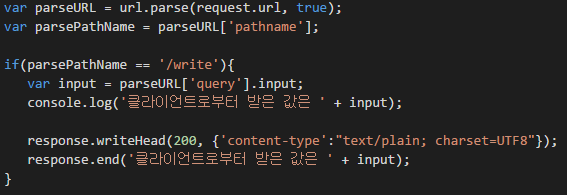 var parseURL = url.parse(request.url, true);
var parsePathName = parseURL['pathname'];
if(parsePathName == '/write'){
var input = parseURL['query'].input;
console.log('클라이언트로부터 받은 값은 ' + input);
response.writeHead(200, {'content-type':"text/plain; charset=UTF8"});
response.end('클라이언트로부터 받은 값은 ' + input);
}